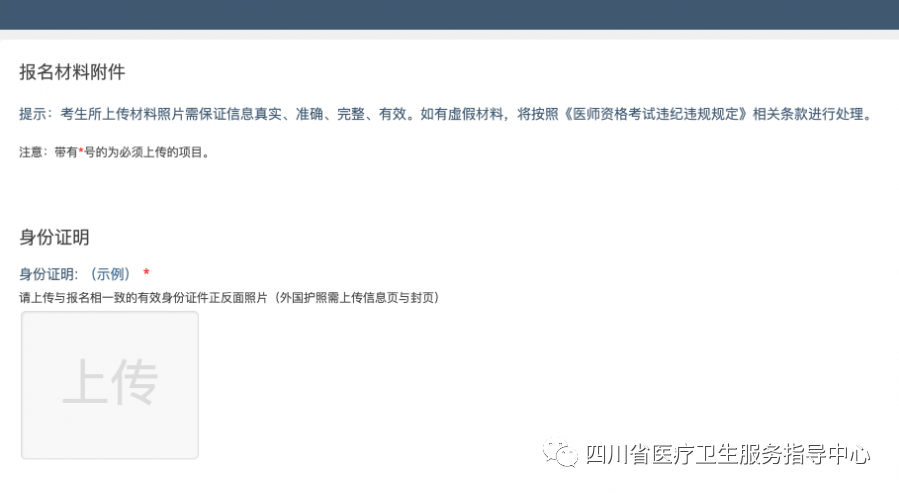 报名材料附件
提示：考生所上传材料照片需保证信息真实、准确、完整、有效。如有虚假材料，将按照《医师资格考试违纪违规规定》相关条款进行处理。
注意：带有*号的为必须上传的项目。
身份证明
身份证明:（示例） *
请上传与报名相一致的有效身份证件正反面照片（外国护照需上传信息页与封页）
上传
四川省医疗卫生服务指导中心